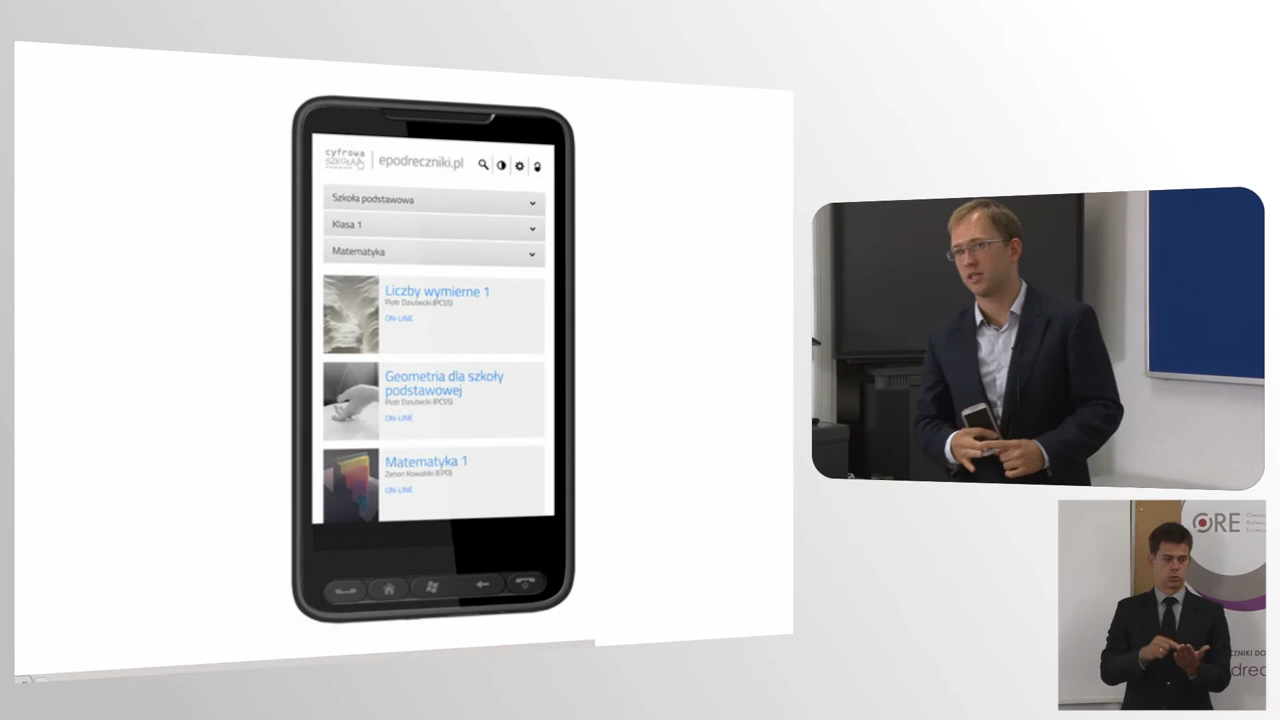 cyfrowa
SZKOŁA
epodreczniki.pl
Szkoła podstawowa
Klasa 1
Matematyka
Liczby wymierne 1
Piotr Dziubecki (PCSS)
ON-LINE
Geometria dla szkoły
podstawowej
Piotr Dziubecki (PCSS)
ON-LINE
Matematyka 1
Zenon Kowalski (EPO)
ON-LINE
ORE